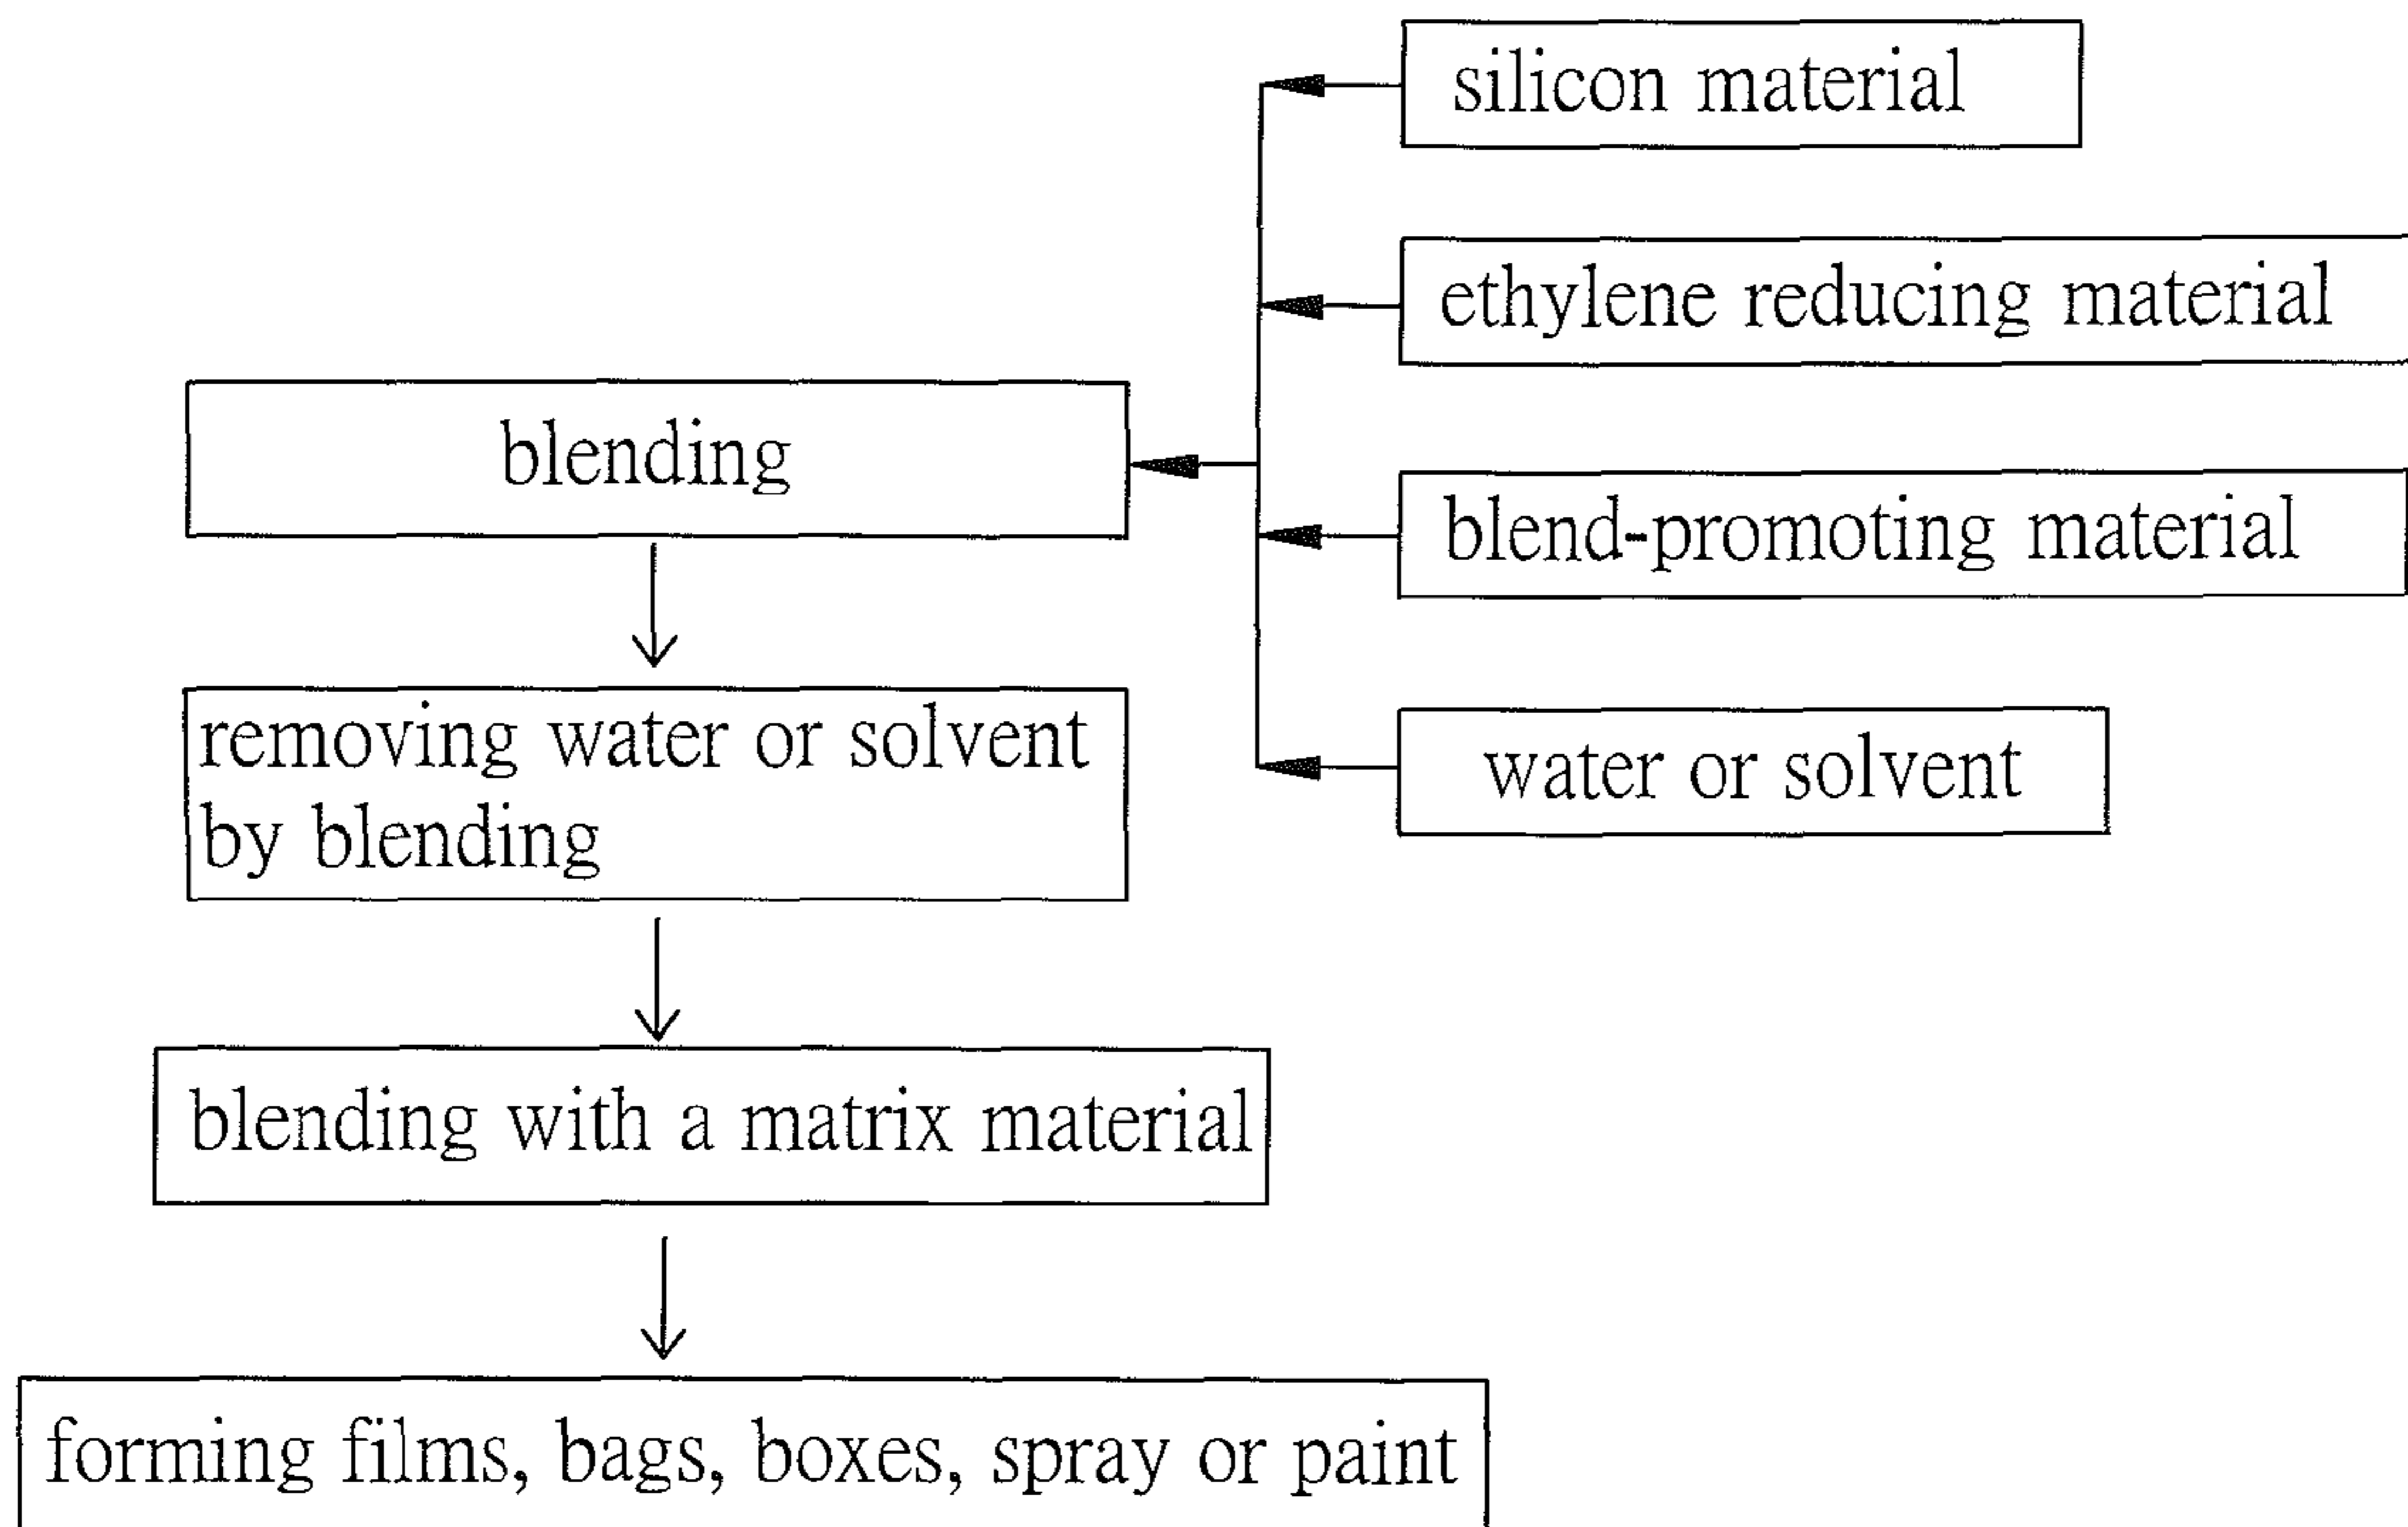 silicon material
ethylene reducing material
blending
blend-promoting material
water or solvent
removing water or solvent
by blending
blending with a matrix material
forming films, bags, boxes, spray or paint